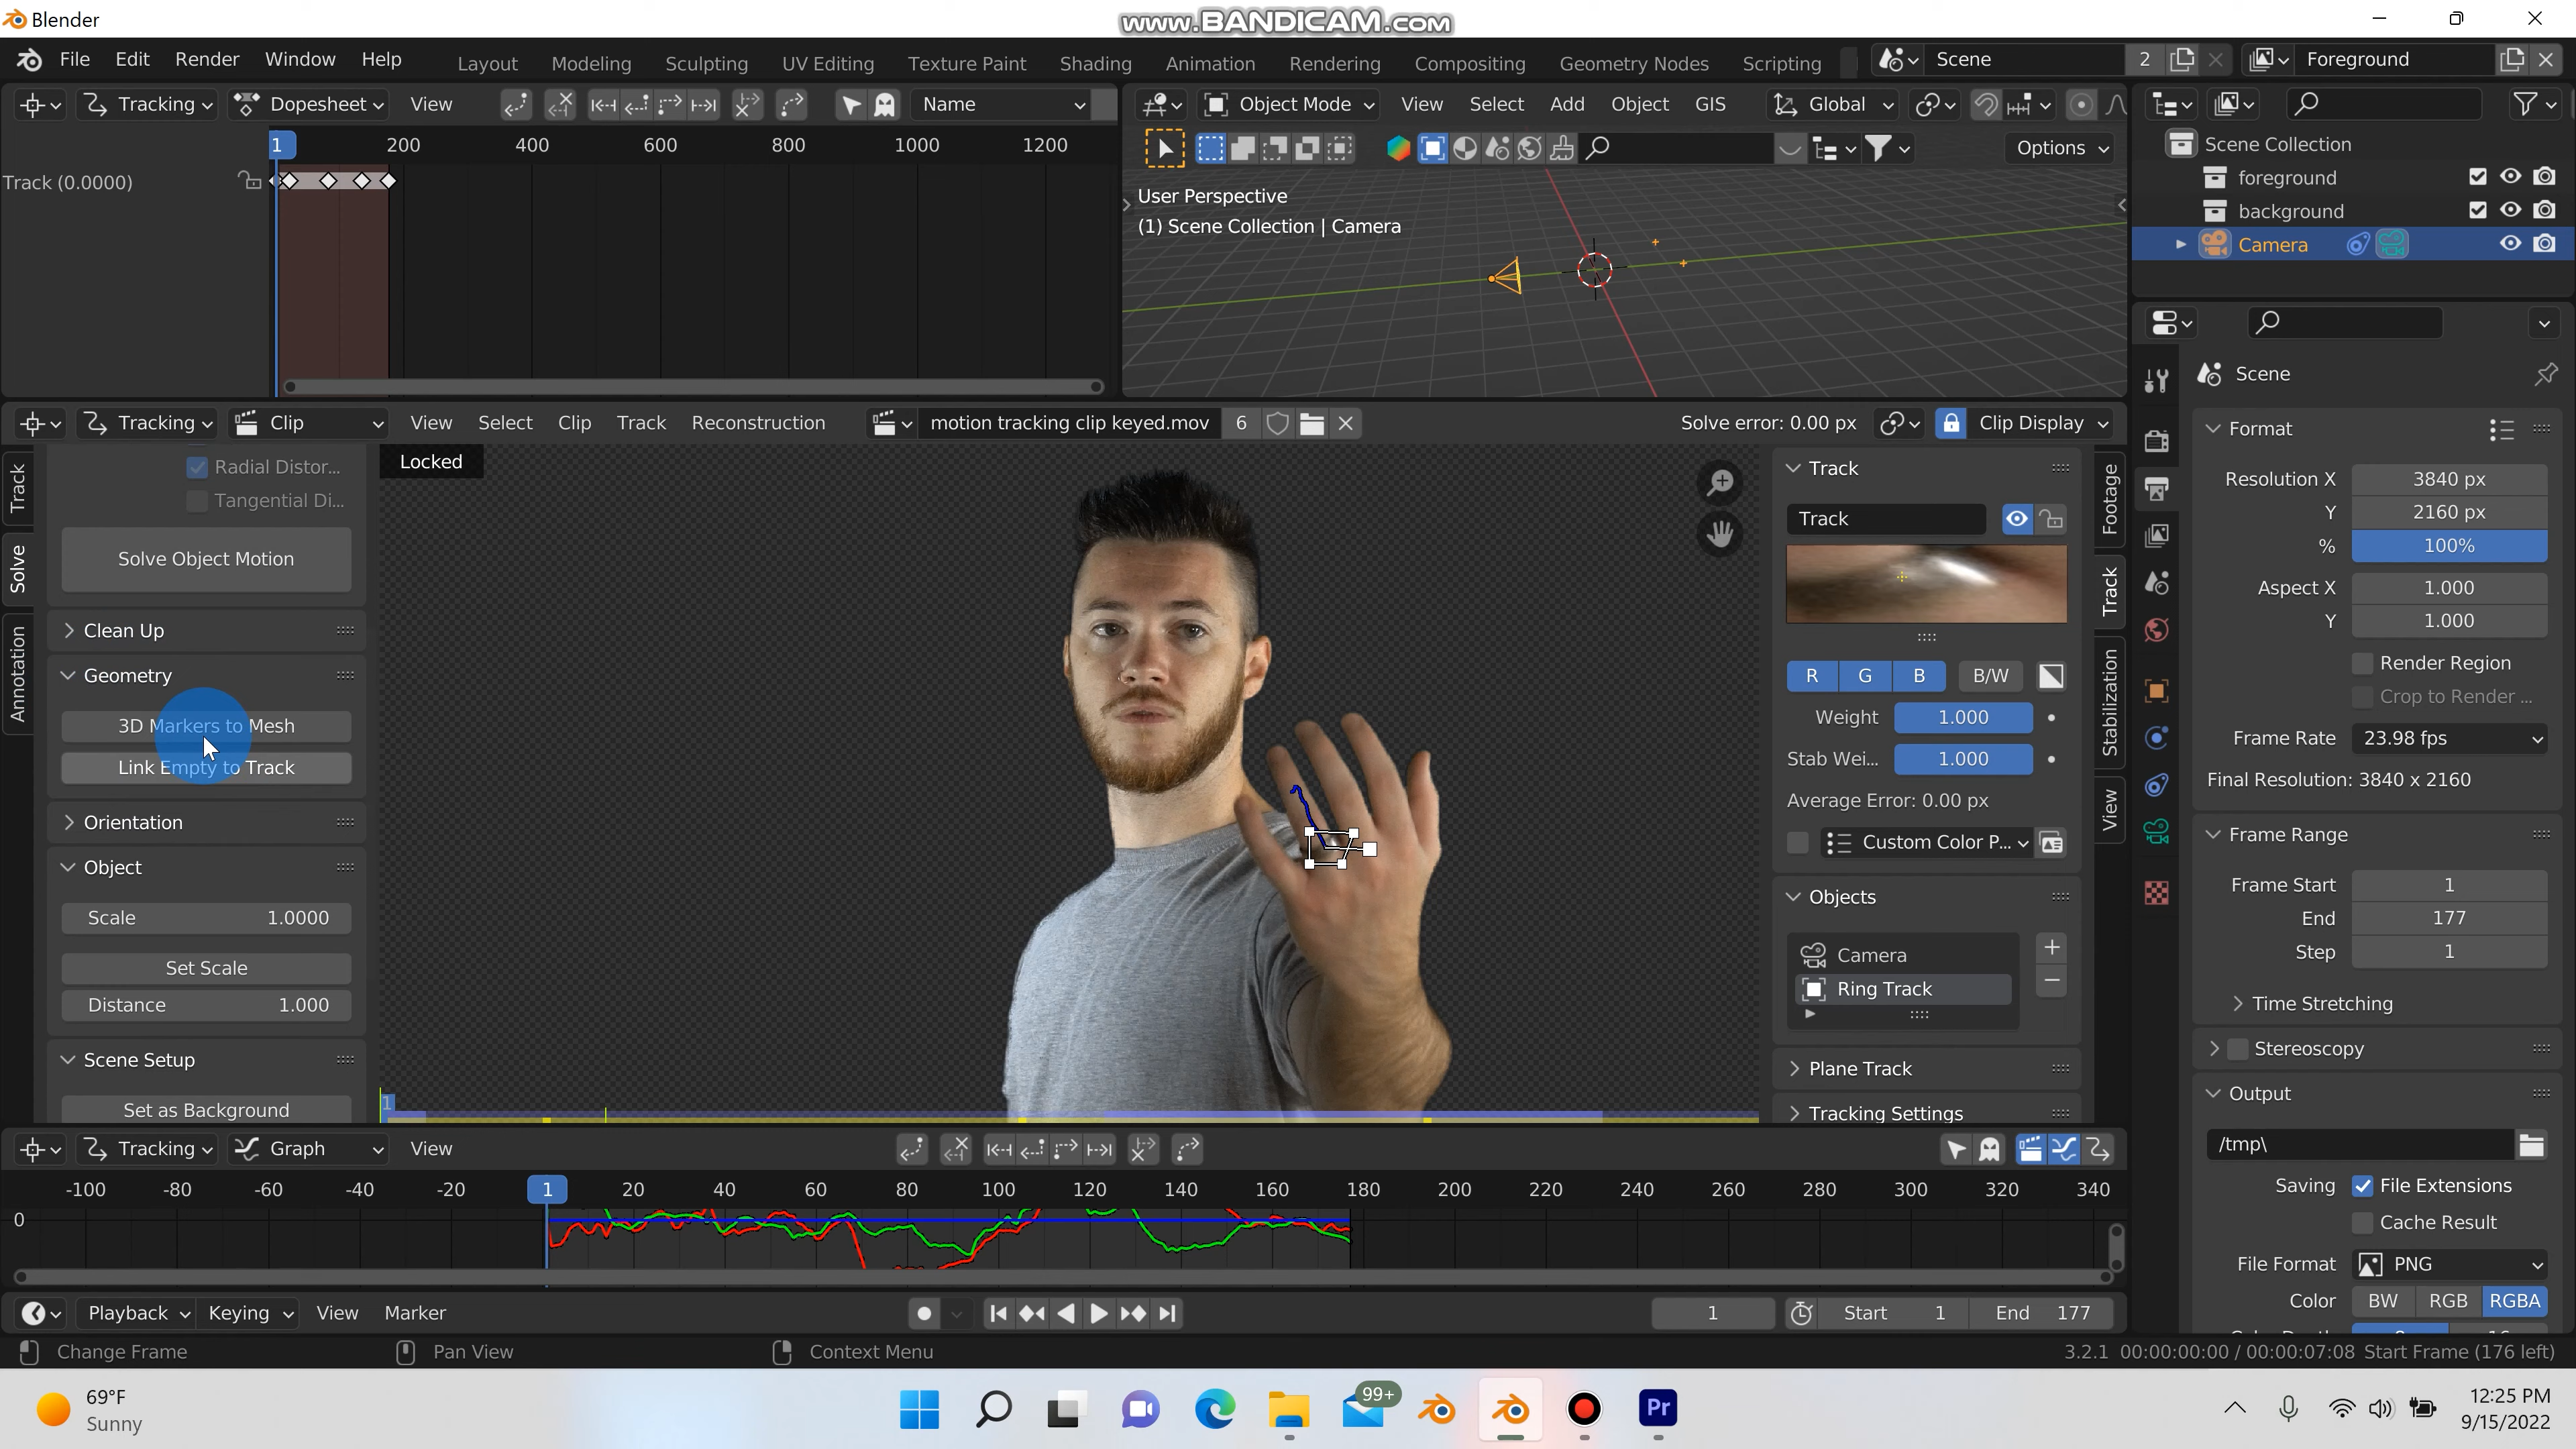 Blender
www.BANDICAM.com
File Edit Render Window Help
Layout Modeling Sculpting UV Editing Texture Paint Shading Animation Rendering Compositing Geometry Nodes Scripting
Scene 2 Foreground
Tracking Dopesheet View Name
Object Mode View Select Add Object GIS Global
1 200 400 600 800 1000 1200
Options
Track (0.0000)
User Perspective
(1) Scene Collection | Camera
Scene Collection
foreground
background
Camera
Tracking Clip View Select Clip Track Reconstruction motion tracking clip keyed.mov 6 Solve error: 0.00 px Clip Display
Track
Solve
Annotation
Radial Distor...
Tangential Di...
Solve Object Motion
Clean Up
Geometry
3D Markers to Mesh
Link Empty to Track
Orientation
Object
Scale 1.0000
Set Scale
Distance 1.000
Scene Setup
Set as Background
Locked
1
Track
Track
R G B B/W
Weight 1.000
Stab Wei... 1.000
Average Error: 0.00 px
Custom Color P...
Objects
Camera
Ring Track
Plane Track
Tracking Settings
Footage
Track
Stabilization
View
Scene
Format
Resolution X 3840 px
Y 2160 px
% 100%
Aspect X 1.000
Y 1.000
Render Region
Crop to Render ...
Frame Rate 23.98 fps
Final Resolution: 3840 x 2160
Frame Range
Frame Start 1
End 177
Step 1
Time Stretching
Stereoscopy
Output
/tmp\
Saving File Extensions
Cache Result
File Format PNG
Color BW RGB RGBA
Tracking Graph View
-100 -80 -60 -40 -20 1 20 40 60 80 100 120 140 160 180 200 220 240 260 280 300 320 340
0
Playback Keying View Marker
1 Start 1 End 177
Change Frame Pan View Context Menu
3.2.1 00:00:00:00 / 00:00:07:08 Start Frame (176 left)
69°F
Sunny
99+
Pr
12:25 PM
9/15/2022